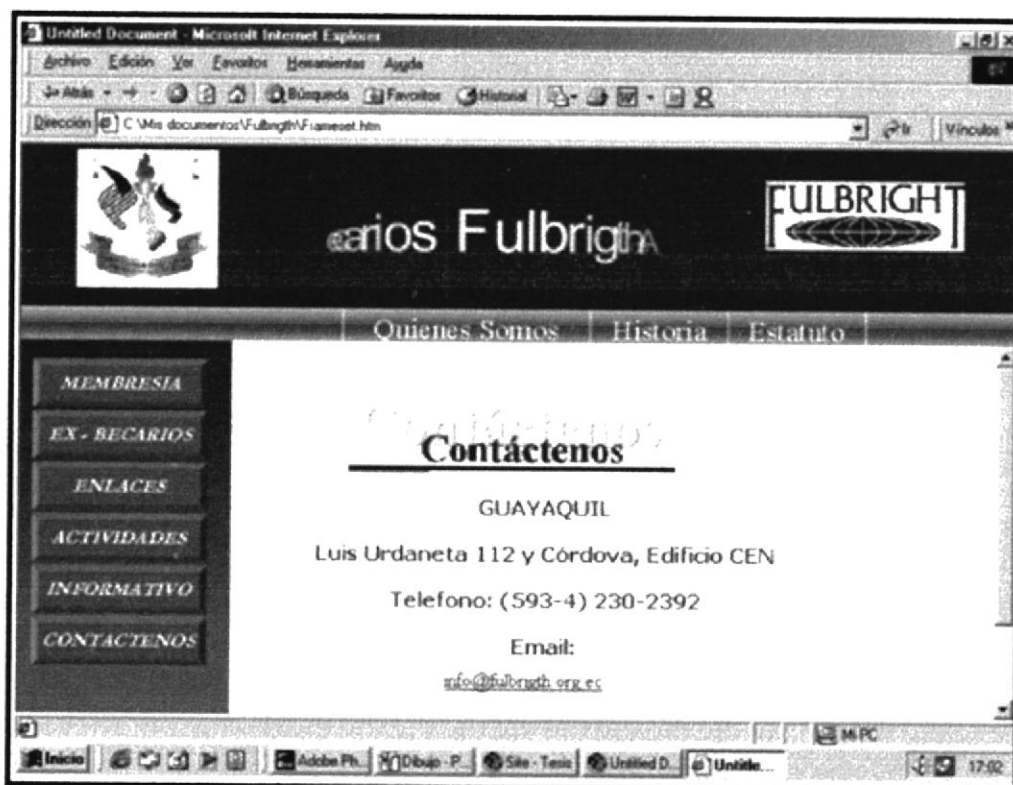 Untitled Document - Microsoft Internet Explorer
Archivo Edición Ver Favoritos Herramientas Ayuda
Atrás Búsqueda Favoritos Historial
Dirección C:\Mis documentos\Fulbrigth\Frameset.htm Ir Vínculos
earios Fulbrigth A
FULBRIGHT
Quienes Somos Historia Estatuto
MEMBRESIA
EX - BECARIOS
ENLACES
ACTIVIDADES
INFORMATIVO
CONTACTENOS
Contáctenos
GUAYAQUIL
Luis Urdaneta 112 y Córdova, Edificio CEN
Telefono: (593-4) 230-2392
Email:
info@fulbrigth.org.ec
Mi PC
Inicio Adobe Ph... Dibujo - P... Site - Tesis Untitled D... Untitle... 17:02